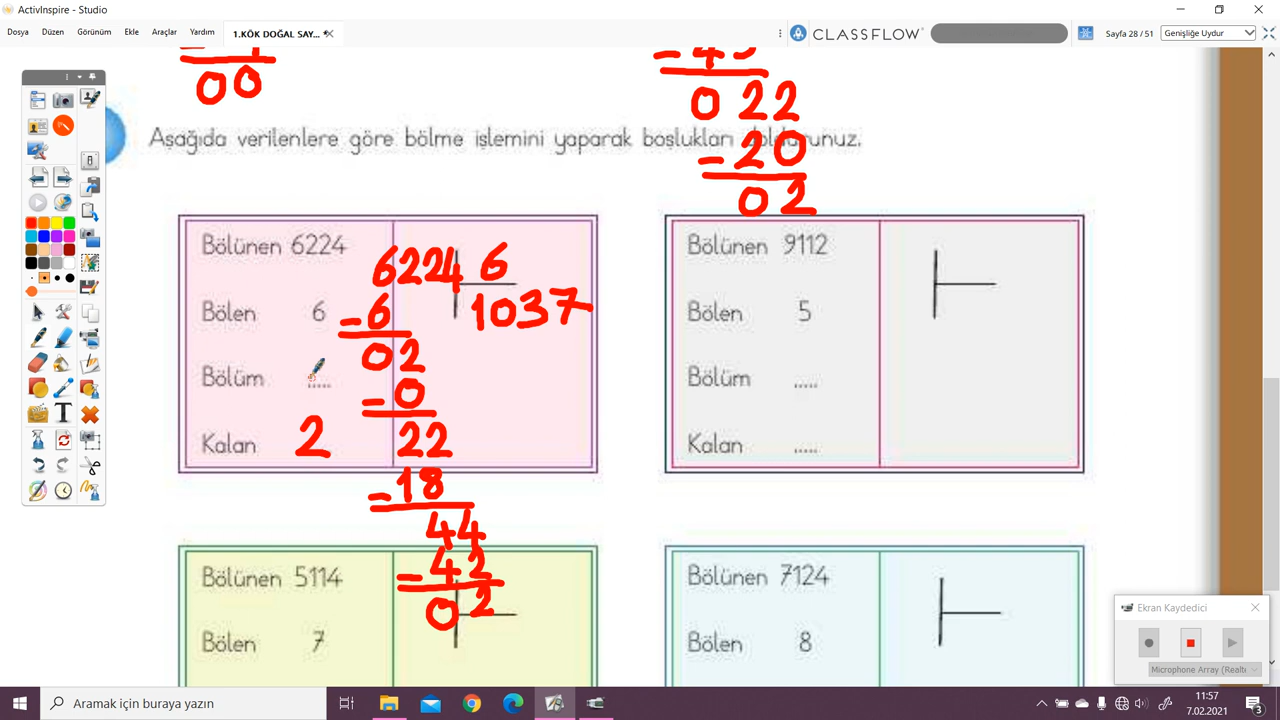 ActivInspire - Studio
Dosya Düzen Görünüm Ekle Araçlar Yardım
1.KÖK DOĞAL SAY...
CLASSFLOW
Sayfa 28 / 51
Genişliğe Uydur
00
022
-20
02
Aşağıda verilenlere göre bölme işlemini yaparak boşlukları doldurunuz.
Bölünen 6224
Bölen 6
Bölüm .....
Kalan 2
6224 6
1037
-6
02
-0
22
-18
44
-42
02
Bölünen 9112
Bölen 5
Bölüm .....
Kalan .....
Bölünen 5114
Bölen 7
Bölünen 7124
Bölen 8
Ekran Kaydedici
Microphone Array (Realte
Aramak için buraya yazın
11:57
7.02.2021
3